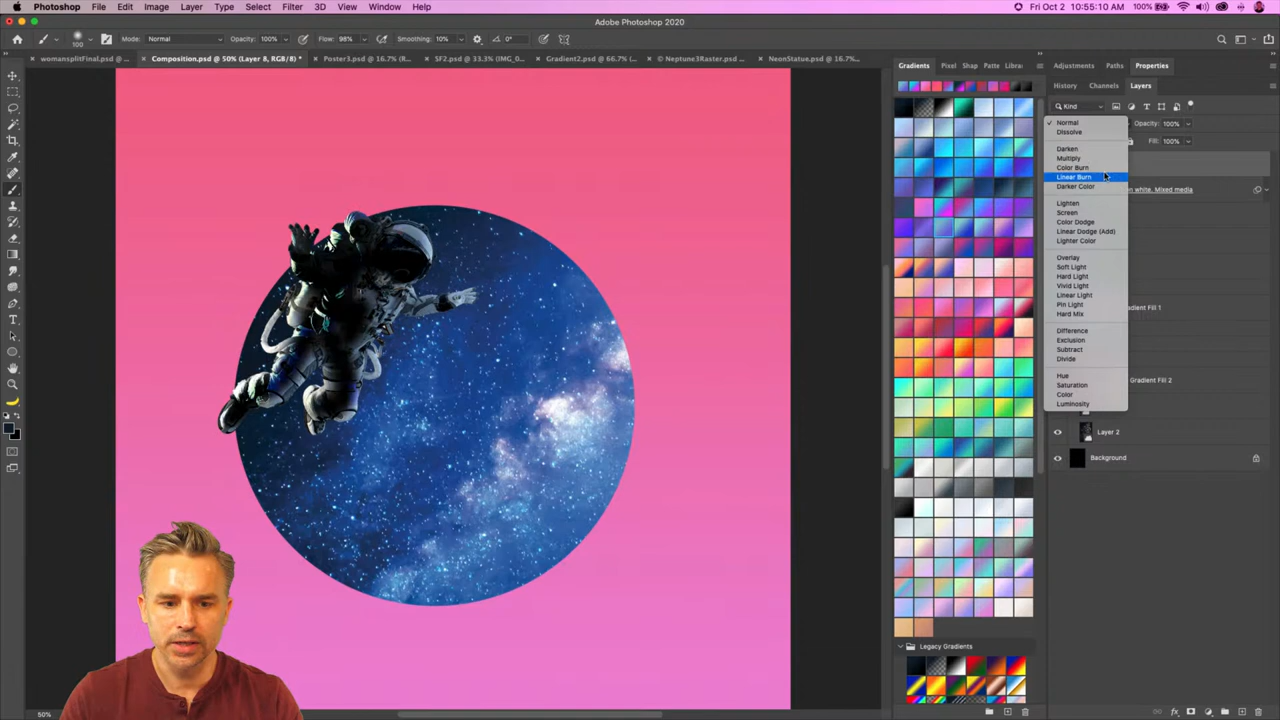 Photoshop File Edit Image Layer Type Select Filter 3D View Window Help
100% Fri Oct 2 10:55:10 AM
Adobe Photoshop 2020
100 Mode: Normal Opacity: 100% Flow: 98% Smoothing: 10% 0°
womansplitFinal.psd @ ... Composition.psd @ 50% (Layer 8, RGB/8) * Poster3.psd @ 16.7% (R... SF2.psd @ 33.3% (IMG_0... Gradient2.psd @ 66.7% (... © Neptune3Raster.psd ... NeonStatue.psd @ 16.7%...
Gradients Pixel Shap Patte Libra Adjustments Paths Properties
History Channels Layers
Kind
Normal Opacity: 100%
Dissolve
Fill: 100%
Darken
Multiply
Color Burn
Linear Burn
Darker Color n white. Mixed media
Lighten
Screen
Color Dodge
Linear Dodge (Add)
Lighter Color
Overlay
Soft Light
Hard Light
Vivid Light
Linear Light
Pin Light
Hard Mix
adient Fill 1
Difference
Exclusion
Subtract
Divide
Hue
Saturation
Color
Luminosity
Gradient Fill 2
Layer 2
Background
Legacy Gradients
50%